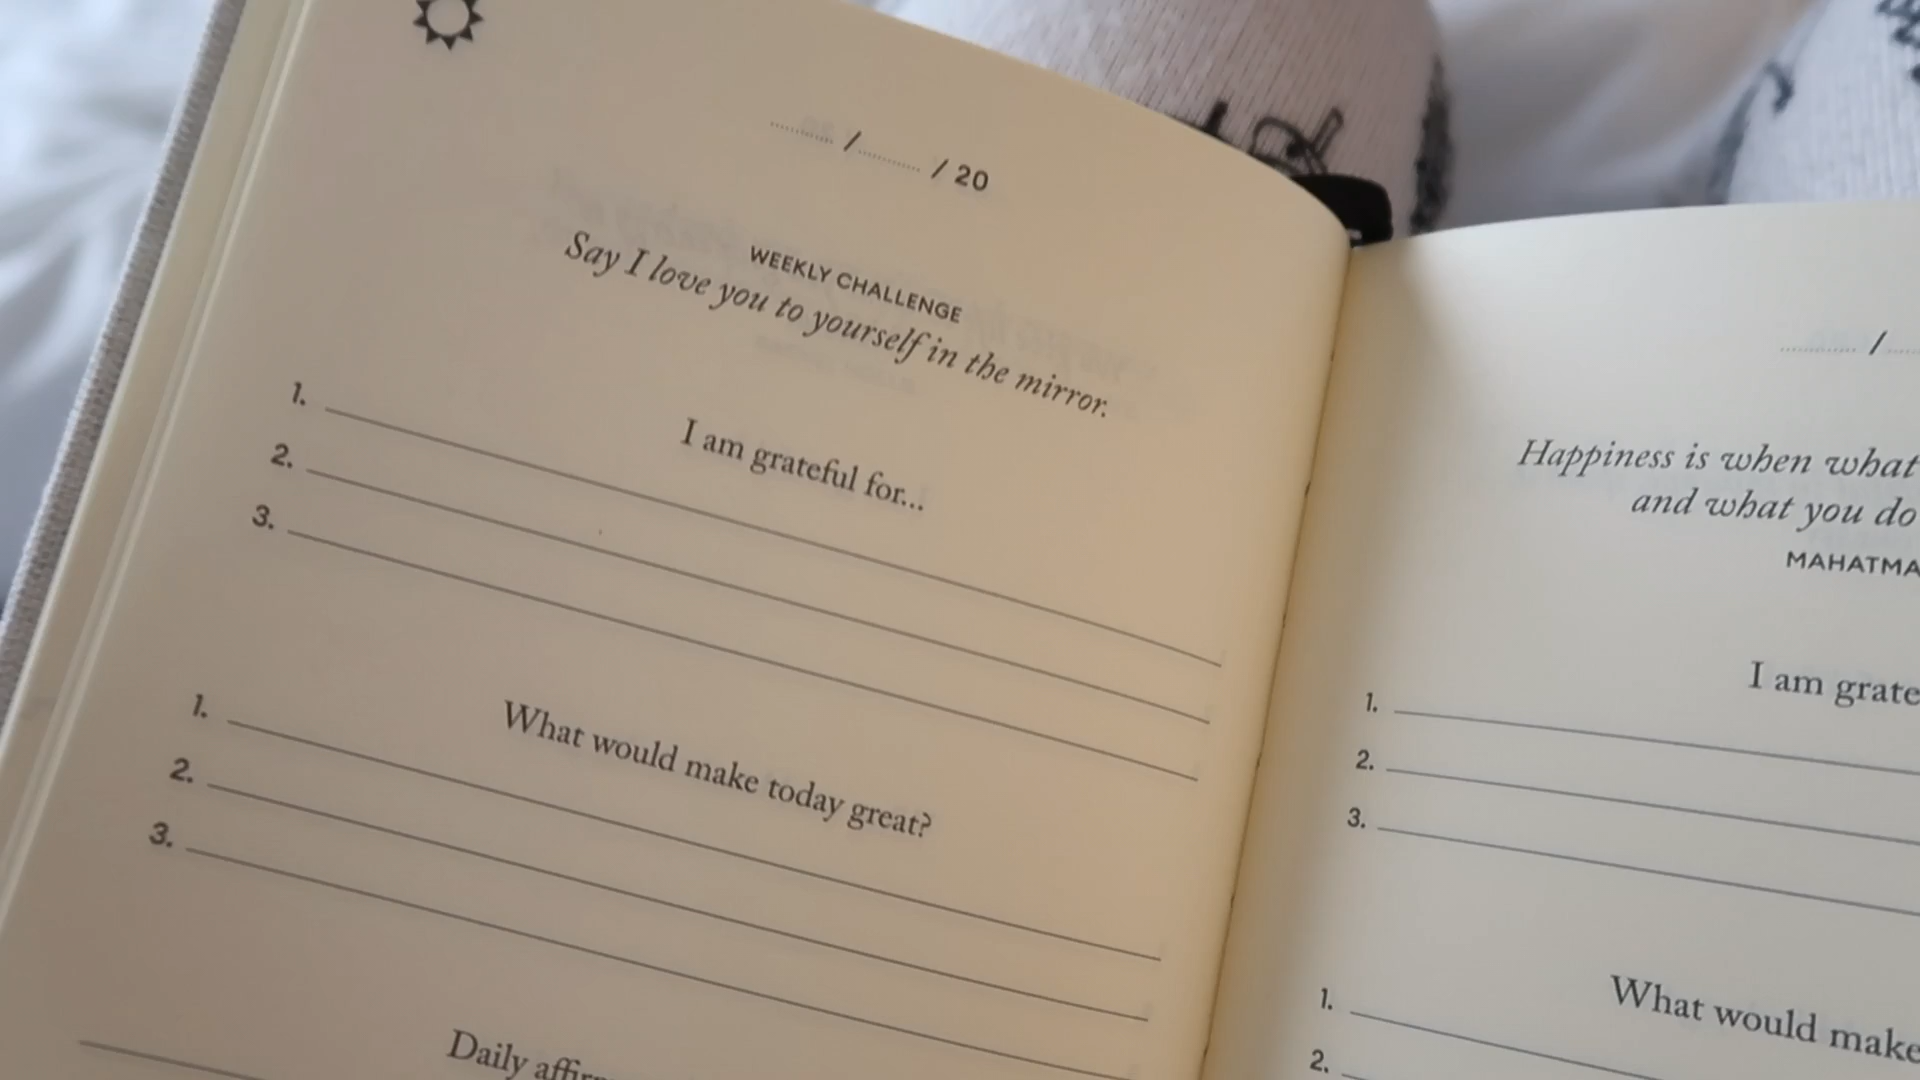 / / 20
WEEKLY CHALLENGE
Say I love you to yourself in the mirror.
I am grateful for...
1.
2.
3.
What would make today great?
1.
2.
3.
Daily
/
Happiness is when what
and what you do
MAHATMA
I am grate
1.
2.
3.
What would make
1.
2.